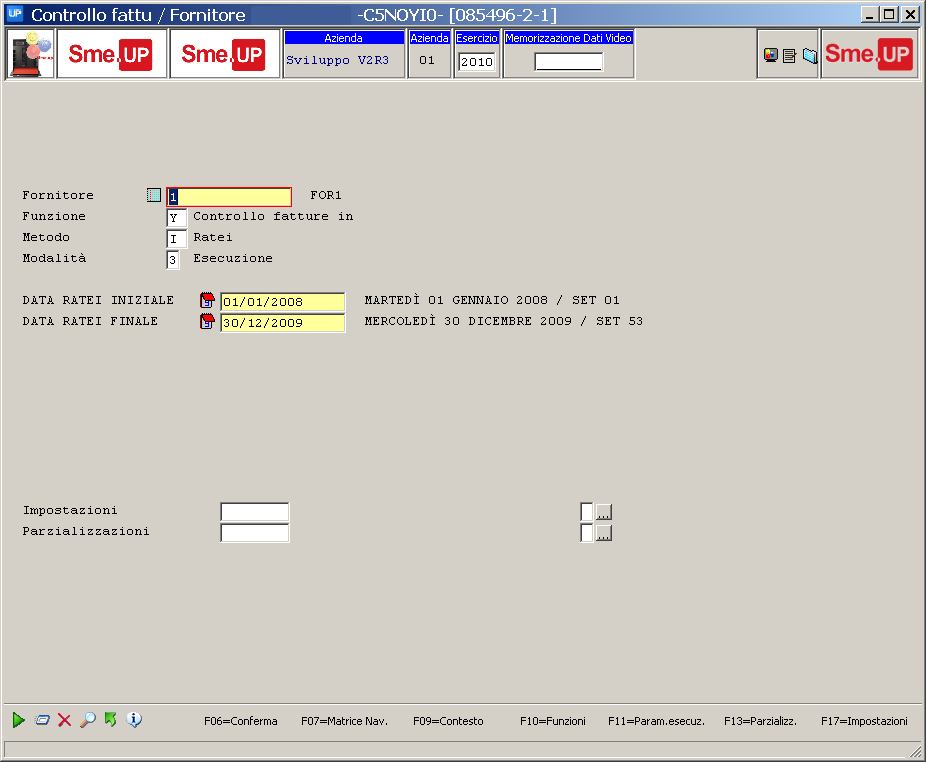 UP Controllo fattu / Fornitore -C5NOYI0- [085496-2-1]
Sme.UP Sme.UP Azienda Azienda Esercizio Memorizzazione Dati Video Sme.UP
Sviluppo V2R3 01 2010
Fornitore 1 FOR1
Funzione Y Controllo fatture in
Metodo I Ratei
Modalità 3 Esecuzione
DATA RATEI INIZIALE 01/01/2008 MARTEDÌ 01 GENNAIO 2008 / SET 01
DATA RATEI FINALE 30/12/2009 MERCOLEDÌ 30 DICEMBRE 2009 / SET 53
Impostazioni ...
Parzializzazioni ...
F06=Conferma F07=Matrice Nav. F09=Contesto F10=Funzioni F11=Param.esecuz. F13=Parzializz. F17=Impostazioni